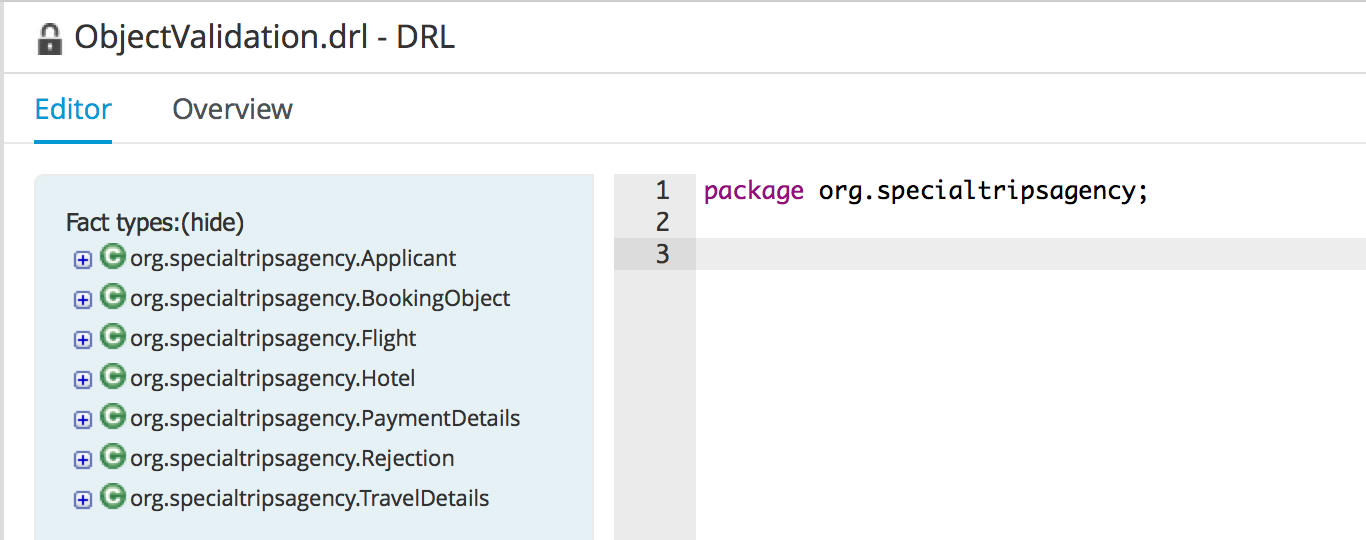 ObjectValidation.drl - DRL
Editor Overview
Fact types:(hide)
C org.specialtripsagency.Applicant
C org.specialtripsagency.BookingObject
C org.specialtripsagency.Flight
C org.specialtripsagency.Hotel
C org.specialtripsagency.PaymentDetails
C org.specialtripsagency.Rejection
C org.specialtripsagency.TravelDetails
1 package org.specialtripsagency;
2
3